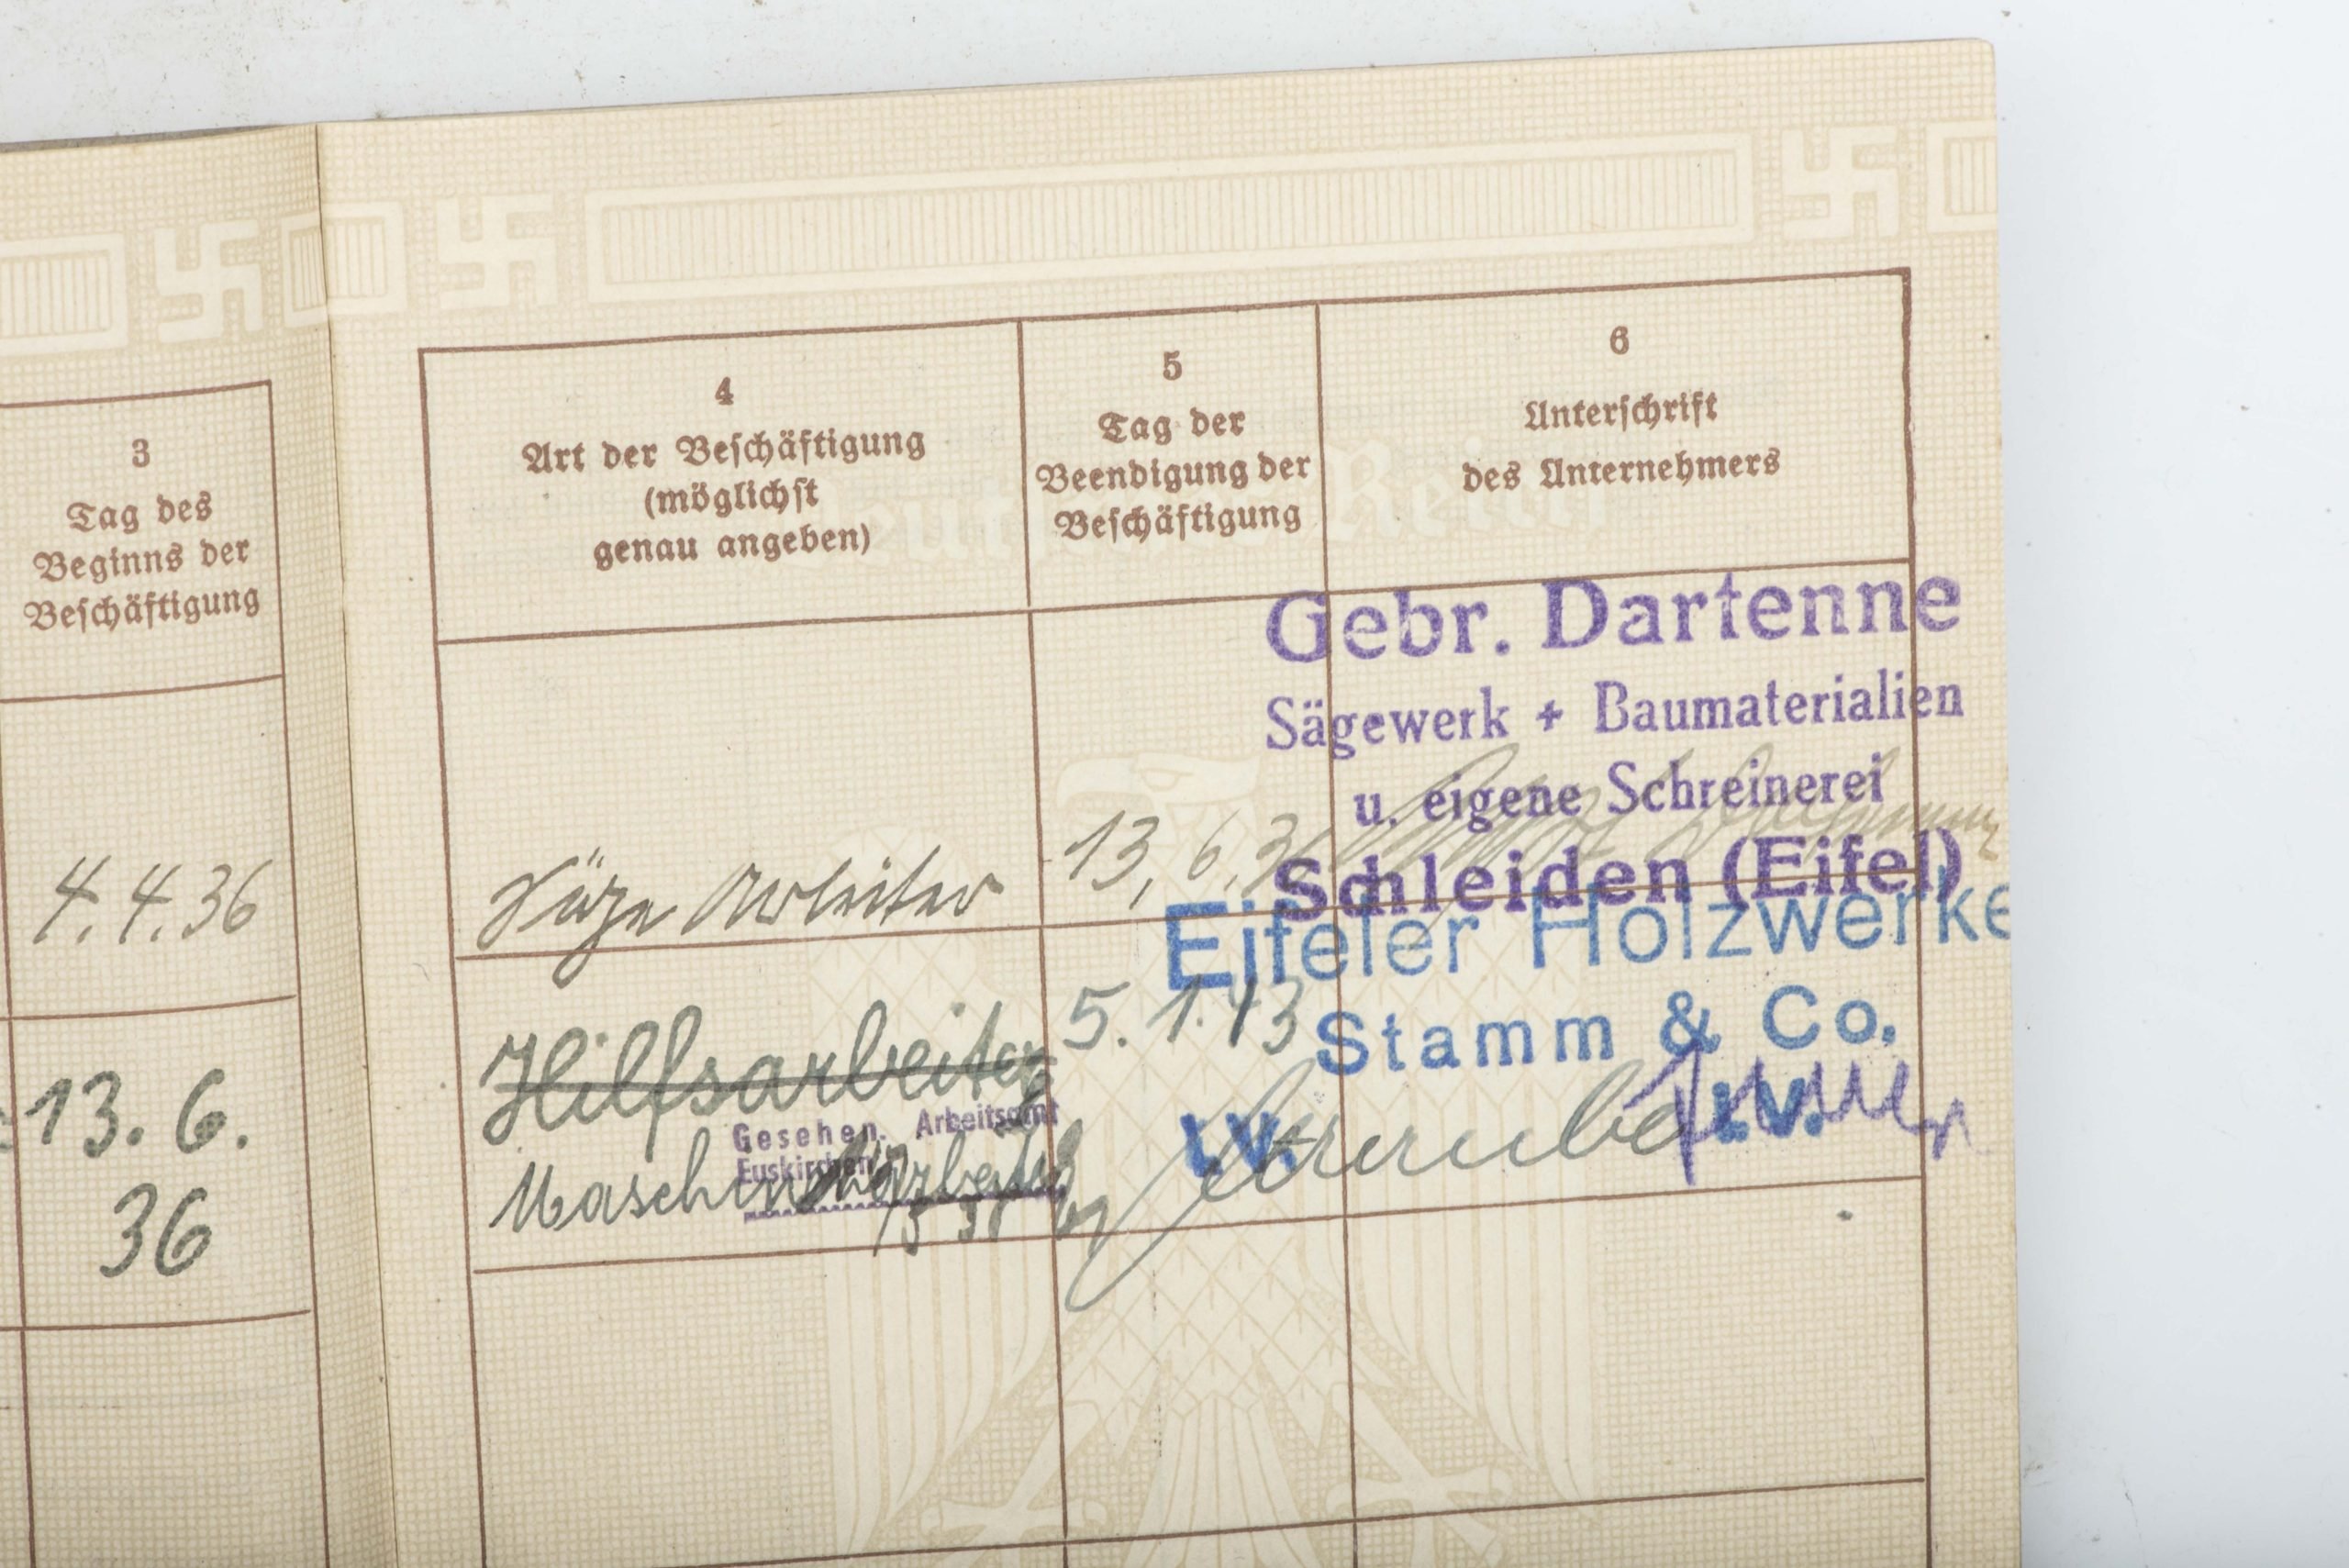 3
Tag des
Beginns der
Beschäftigung
4.4.36
13. 6.
36
4
Art der Beschäftigung
(möglichst
genau angeben)
5
Tag der
Beendigung der
Beschäftigung
6
Unterschrift
des Unternehmers
Gebr. Dartenne
Sägewerk + Baumaterialien
u. eigene Schreinerei
Schleiden (Eifel)
Säge Arbeiter
13, 6. 3
Eifeler Holzwerke
Stamm & Co.
i.V. i.V.
Hilfsarbeiter
5. 1. 43
Gesehen. Arbeitsamt
Euskirchen